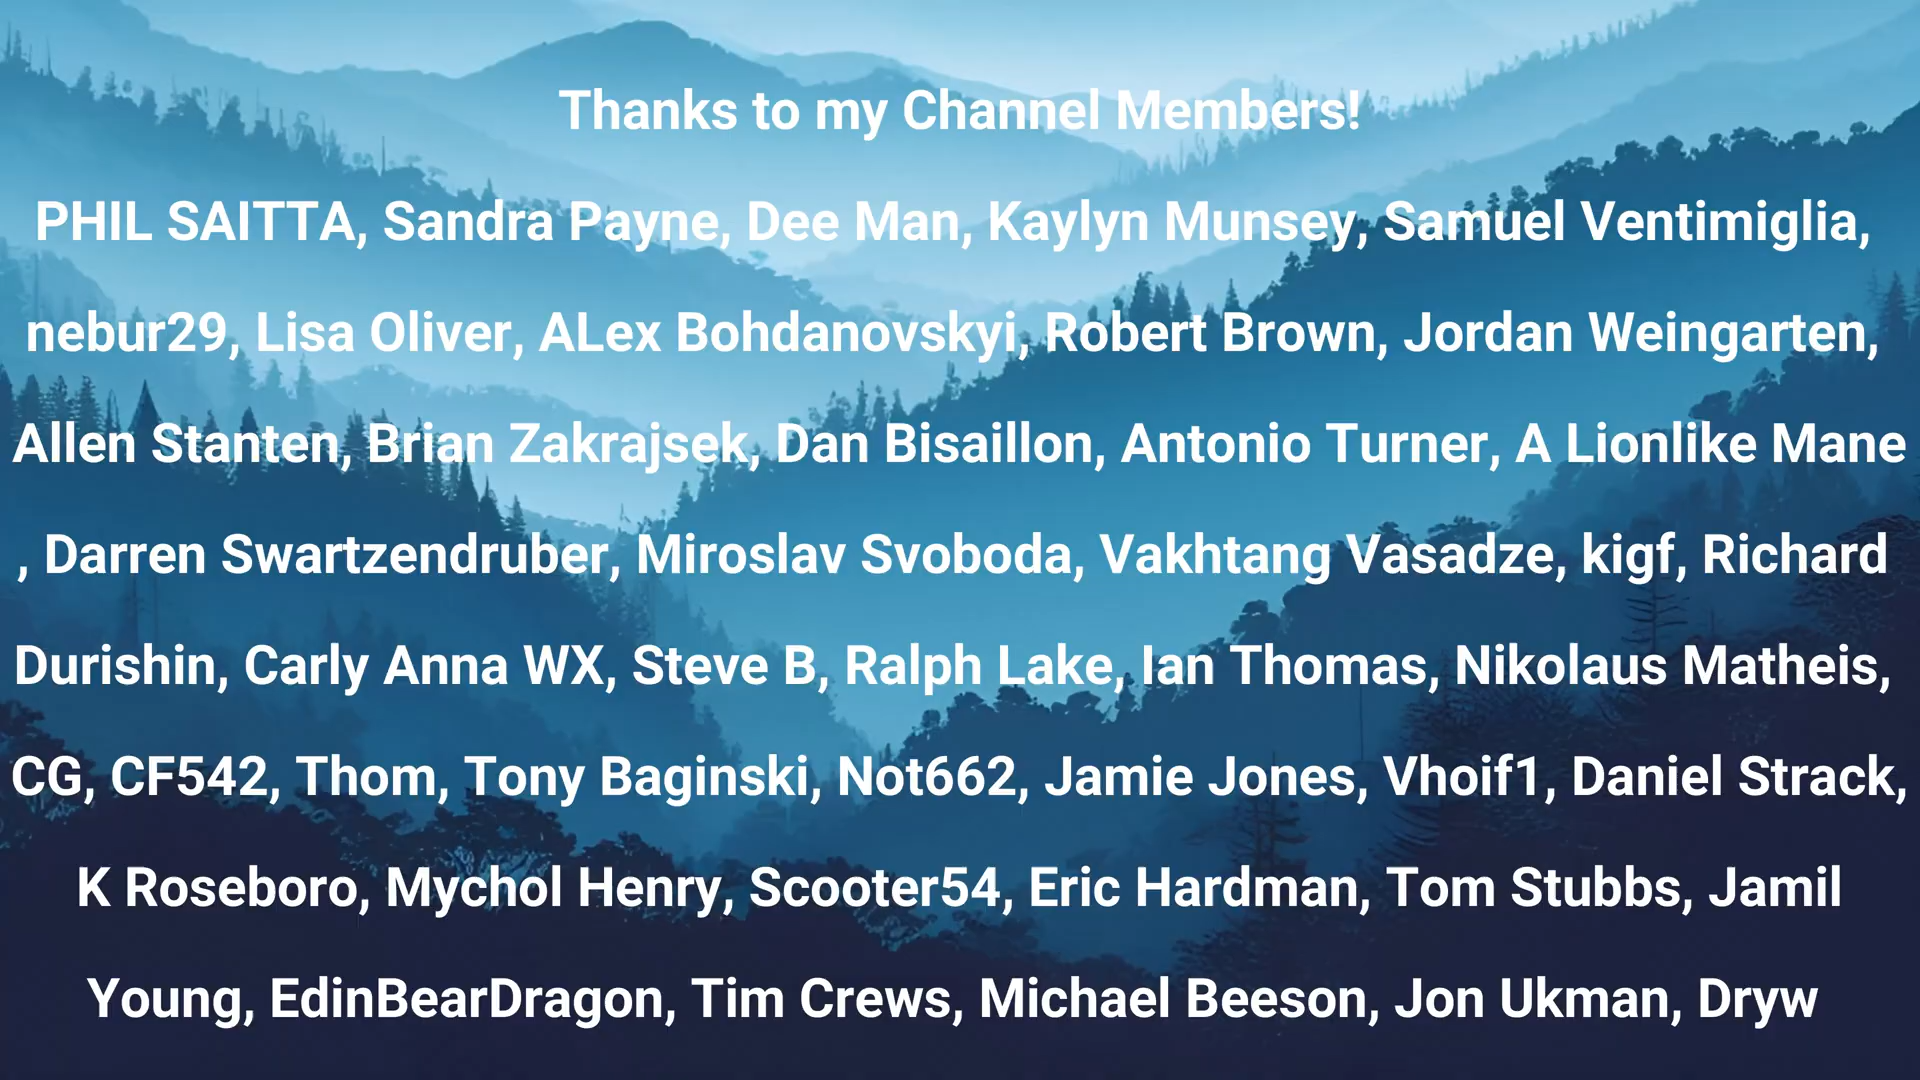 Thanks to my Channel Members!
PHIL SAITTA, Sandra Payne, Dee Man, Kaylyn Munsey, Samuel Ventimiglia,
nebur29, Lisa Oliver, ALex Bohdanovskyi, Robert Brown, Jordan Weingarten,
Allen Stanten, Brian Zakrajsek, Dan Bisaillon, Antonio Turner, A Lionlike Mane
, Darren Swartzendruber, Miroslav Svoboda, Vakhtang Vasadze, kigf, Richard
Durishin, Carly Anna WX, Steve B, Ralph Lake, Ian Thomas, Nikolaus Matheis,
CG, CF542, Thom, Tony Baginski, Not662, Jamie Jones, Vhoif1, Daniel Strack,
K Roseboro, Mychol Henry, Scooter54, Eric Hardman, Tom Stubbs, Jamil
Young, EdinBearDragon, Tim Crews, Michael Beeson, Jon Ukman, Dryw